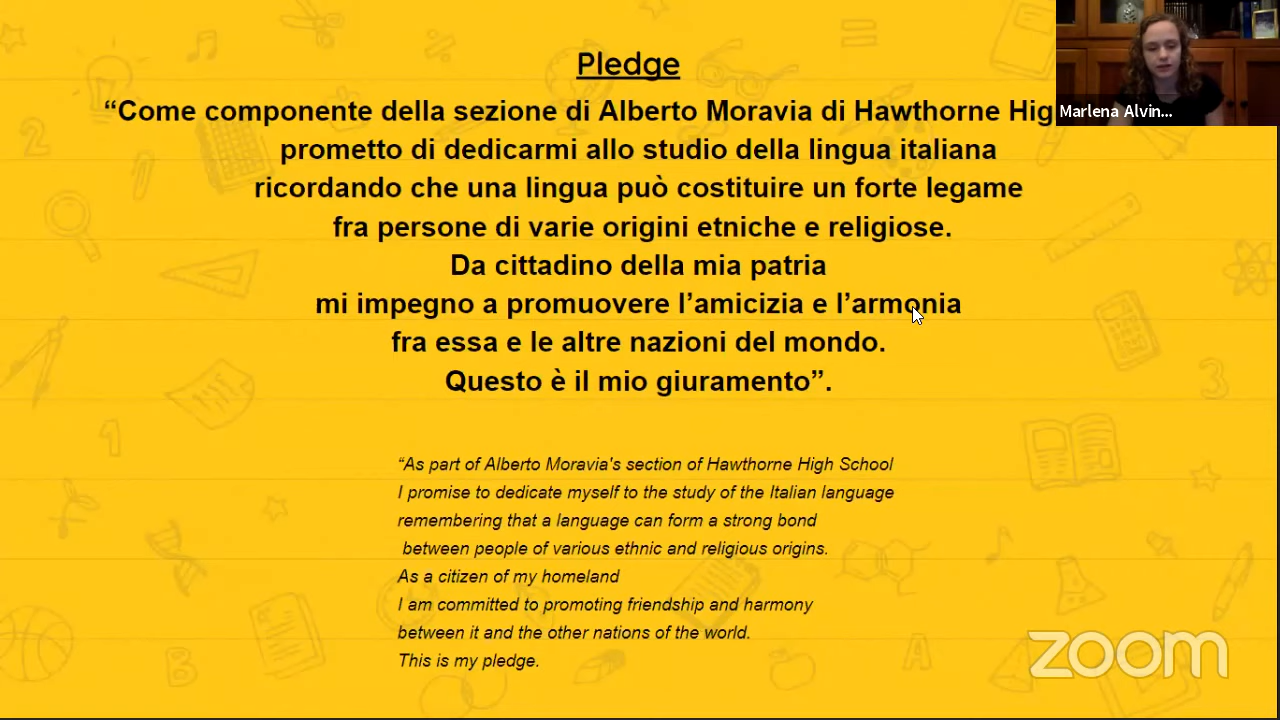 Pledge
“Come componente della sezione di Alberto Moravia di Hawthorne Hig
prometto di dedicarmi allo studio della lingua italiana
ricordando che una lingua può costituire un forte legame
fra persone di varie origini etniche e religiose.
Da cittadino della mia patria
mi impegno a promuovere l’amicizia e l’armonia
fra essa e le altre nazioni del mondo.
Questo è il mio giuramento”.
“As part of Alberto Moravia's section of Hawthorne High School
I promise to dedicate myself to the study of the Italian language
remembering that a language can form a strong bond
between people of various ethnic and religious origins.
As a citizen of my homeland
I am committed to promoting friendship and harmony
between it and the other nations of the world.
This is my pledge.
Marlena Alvin...
zoom
2
1
3
B
A